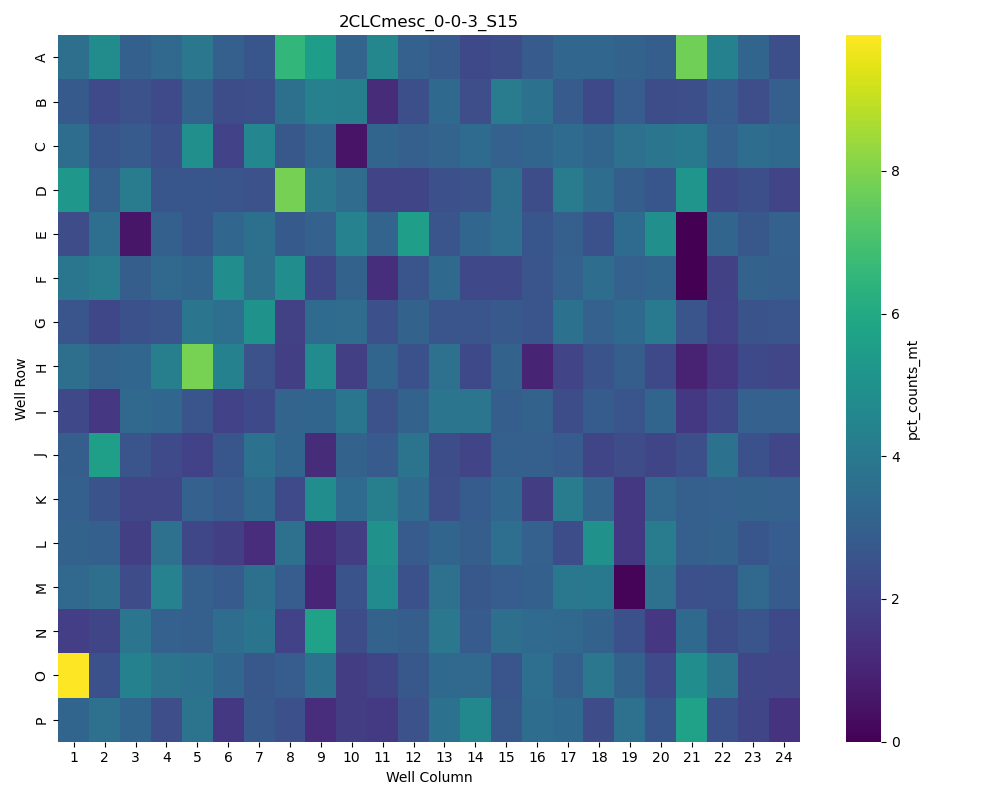 2CLCmesc_0-0-3_S15
A
B
C
D
E
F
G
H
I
J
K
L
M
N
O
P
Well Row
1 2 3 4 5 6 7 8 9 10 11 12 13 14 15 16 17 18 19 20 21 22 23 24
Well Column
8
6
4
2
0
pct_counts_mt